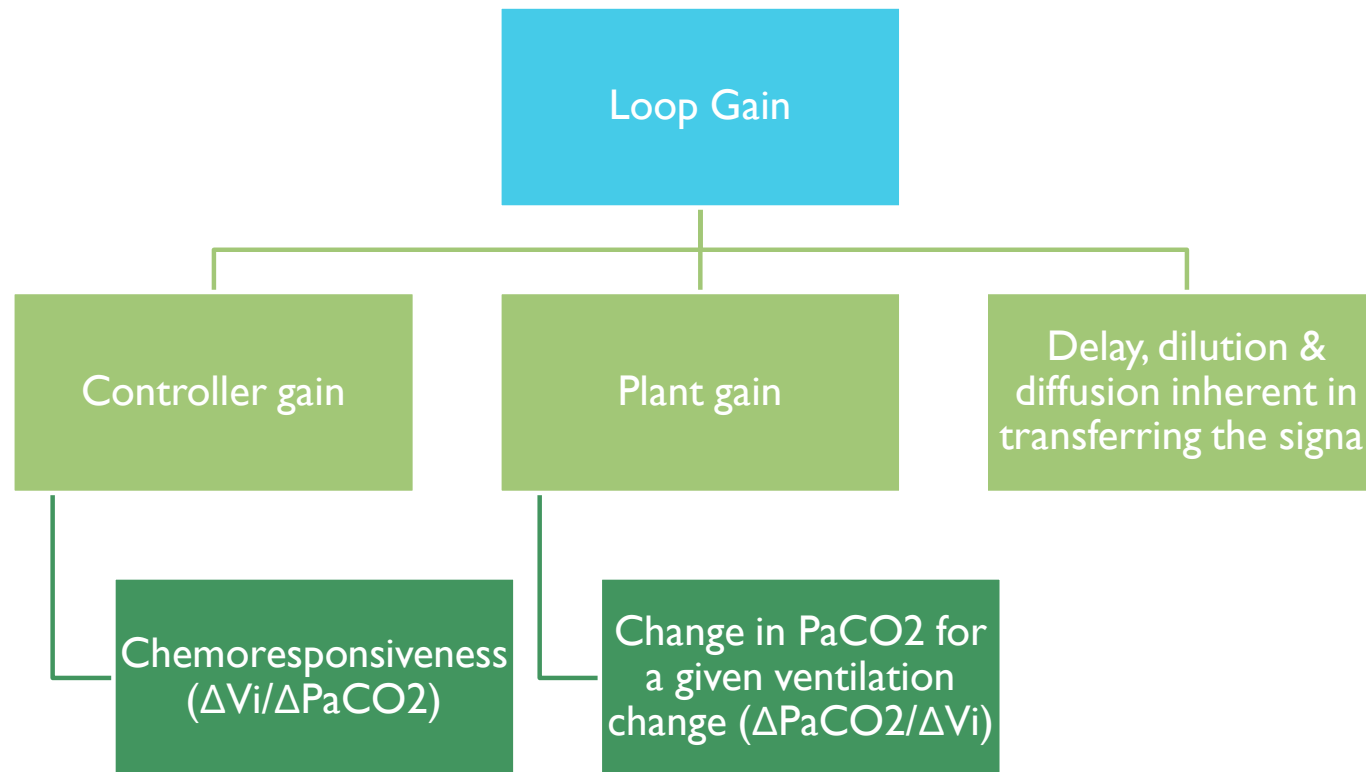 Loop Gain
Controller gain
Plant gain
Delay, dilution &
diffusion inherent in
transferring the signa
Chemoresponsiveness
(ΔVi/ΔPaCO2)
Change in PaCO2 for
a given ventilation
change (ΔPaCO2/ΔVi)